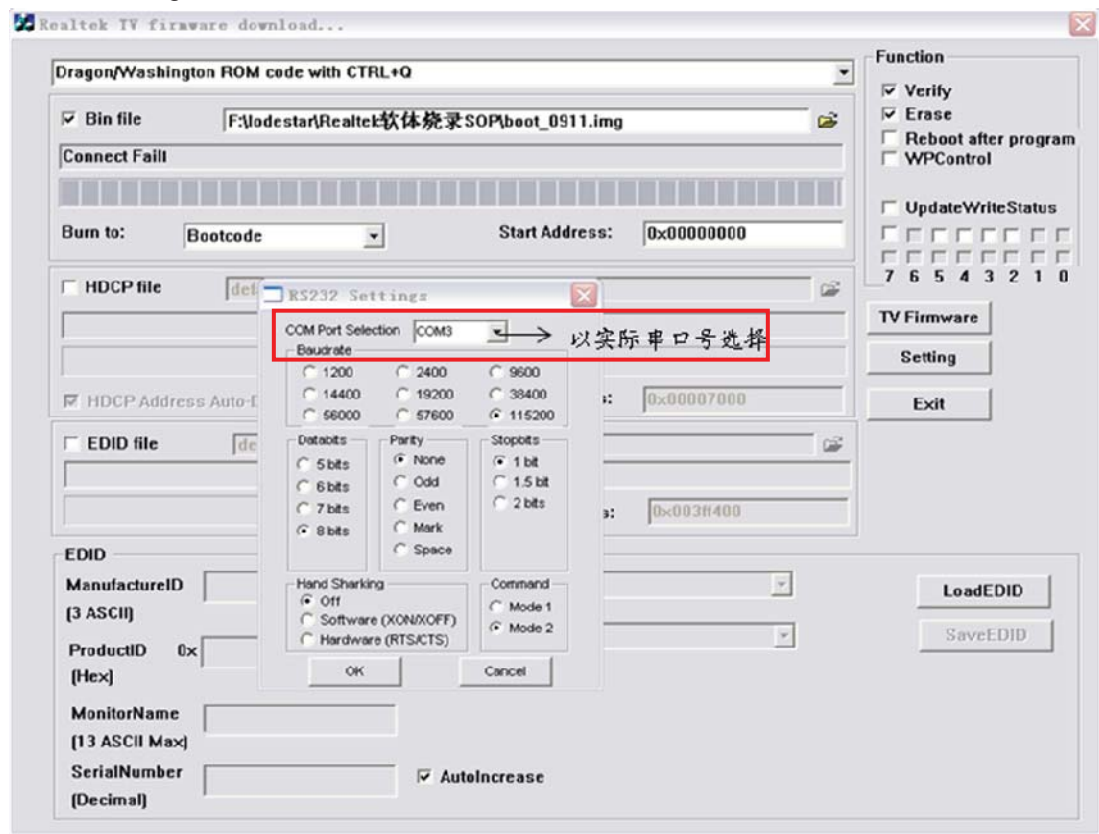 Realtek TV firmware download...
Dragon/Washington ROM code with CTRL+Q
Bin file F:\lodestar\Realtek软体烧录SOP\boot_0911.img
Connect Fail!
Burn to: Bootcode Start Address: 0x00000000
Function
Verify
Erase
Reboot after program
WPControl
UpdateWriteStatus
7 6 5 4 3 2 1 0
TV Firmware
Setting
Exit
HDCP file
HDCP Address Auto-
0x00007000
EDID file
0x003ff400
RS232 Settings
COM Port Selection COM3 以实际串口号选择
Baudrate
1200 2400 9600
14400 19200 38400
56000 57600 115200
Databits
5 bits
6 bits
7 bits
8 bits
Parity
None
Odd
Even
Mark
Space
Stopbits
1 bit
1.5 bit
2 bits
Hand Sharking
Off
Software (XON/XOFF)
Hardware (RTS/CTS)
Command
Mode 1
Mode 2
OK Cancel
EDID
ManufactureID
(3 ASCII)
ProductID 0x
(Hex)
MonitorName
(13 ASCII Max)
SerialNumber
(Decimal)
AutoIncrease
LoadEDID
SaveEDID